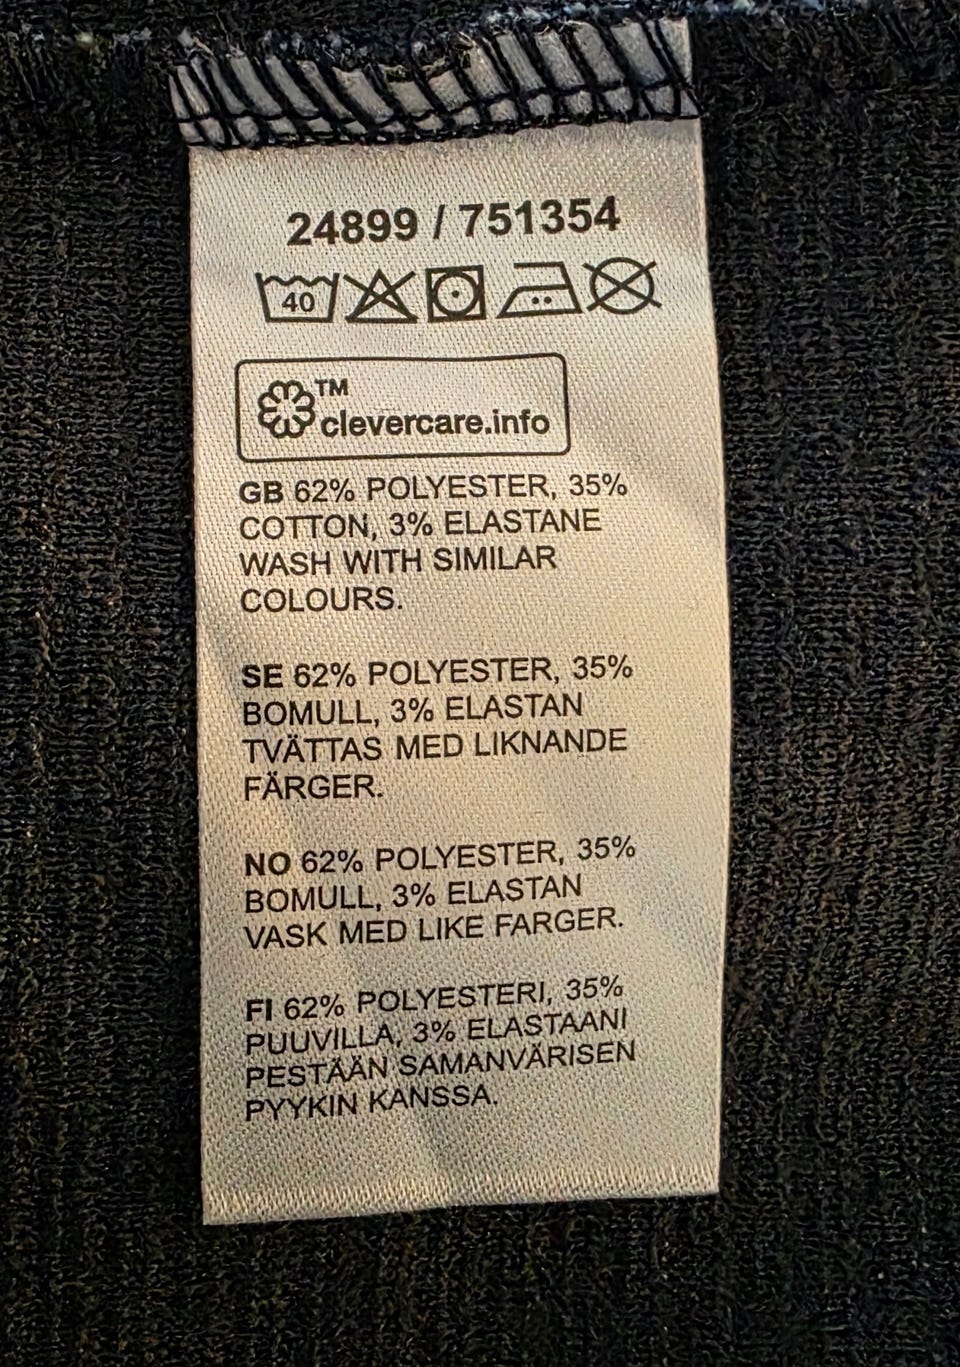 24899 / 751354
40
TM
clevercare.info
GB 62% POLYESTER, 35%
COTTON, 3% ELASTANE
WASH WITH SIMILAR
COLOURS.
SE 62% POLYESTER, 35%
BOMULL, 3% ELASTAN
TVÄTTAS MED LIKNANDE
FÄRGER.
NO 62% POLYESTER, 35%
BOMULL, 3% ELASTAN
VASK MED LIKE FARGER.
FI 62% POLYESTERI, 35%
PUUVILLA, 3% ELASTAANI
PESTÄÄN SAMANVÄRISEN
PYYKIN KANSSA.